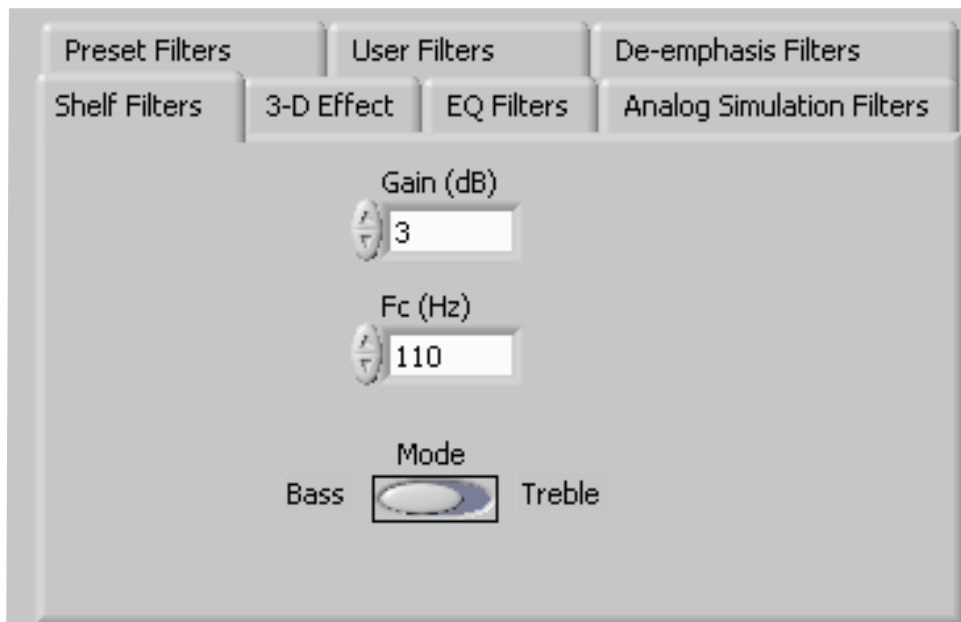 Preset Filters User Filters De-emphasis Filters
Shelf Filters 3-D Effect EQ Filters Analog Simulation Filters
Gain (dB)
3
Fc (Hz)
110
Mode
Bass Treble